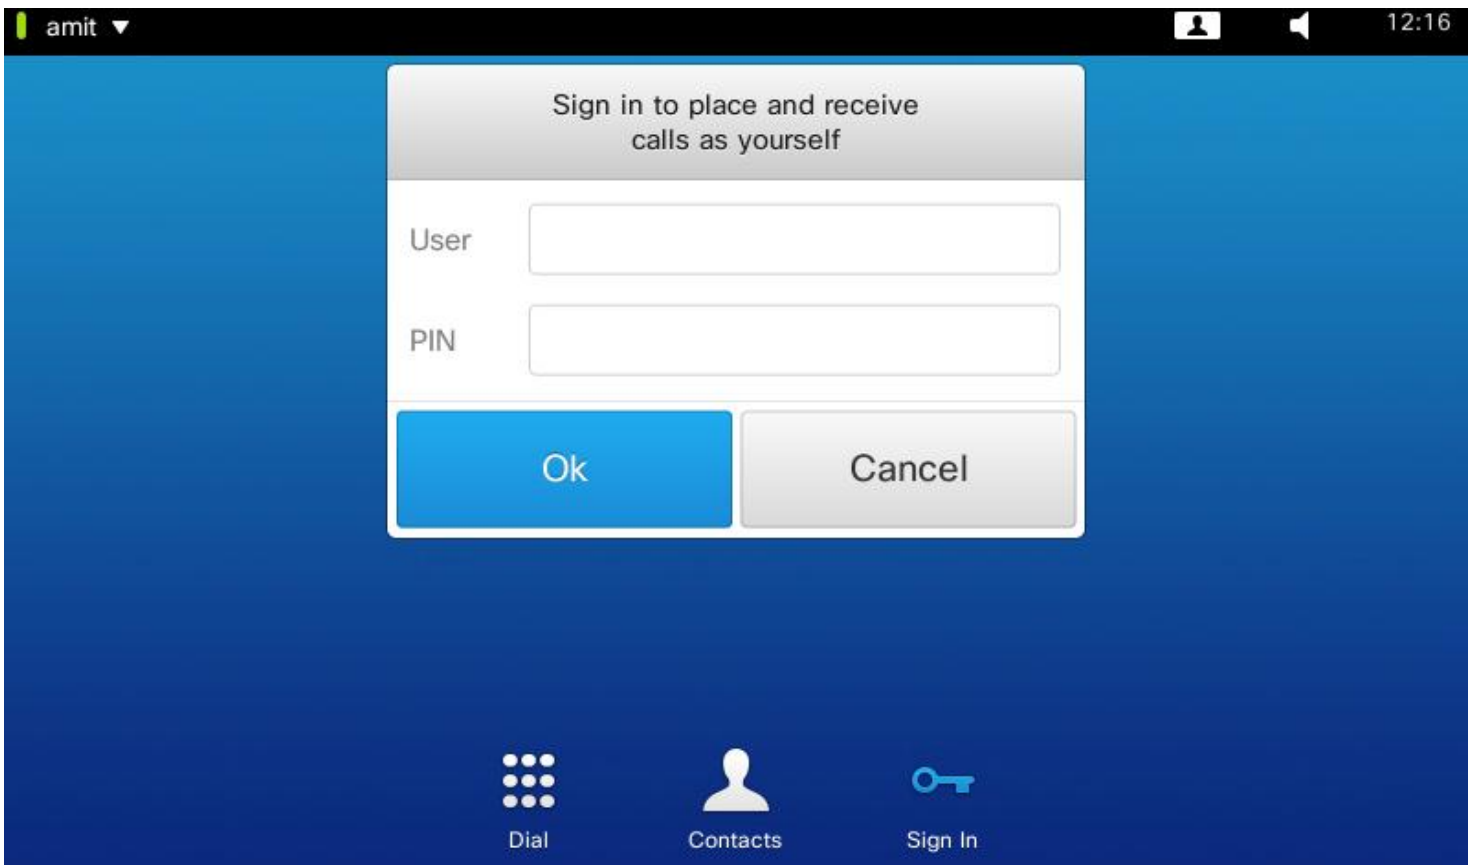 amit
12:16
Sign in to place and receive
calls as yourself
User
PIN
Ok
Cancel
Dial
Contacts
Sign In